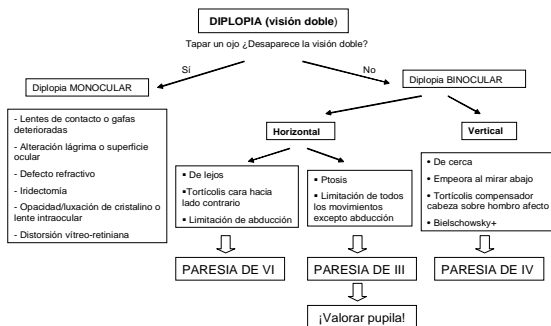 DIPLOPIA (visión doble)
Tapar un ojo ¿Desaparece la visión doble?
Sí
No
Diplopia MONOCULAR
Diplopia BINOCULAR
- Lentes de contacto o gafas
deterioradas
- Alteración lágrima o superficie
ocular
- Defecto refractivo
- Iridectomía
- Opacidad/luxación de cristalino o
lente intraocular
- Distorsión vítreo-retiniana
Horizontal
Vertical
▪ De lejos
▪Tortícolis cara hacia
lado contrario
▪ Limitación de abducción
▪ Ptosis
▪ Limitación de todos
los movimientos
excepto abducción
▪ De cerca
▪ Empeora al mirar abajo
▪ Tortícolis compensador
cabeza sobre hombro afecto
▪ Bielschowsky+
PARESIA DE VI
PARESIA DE III
PARESIA DE IV
¡Valorar pupila!